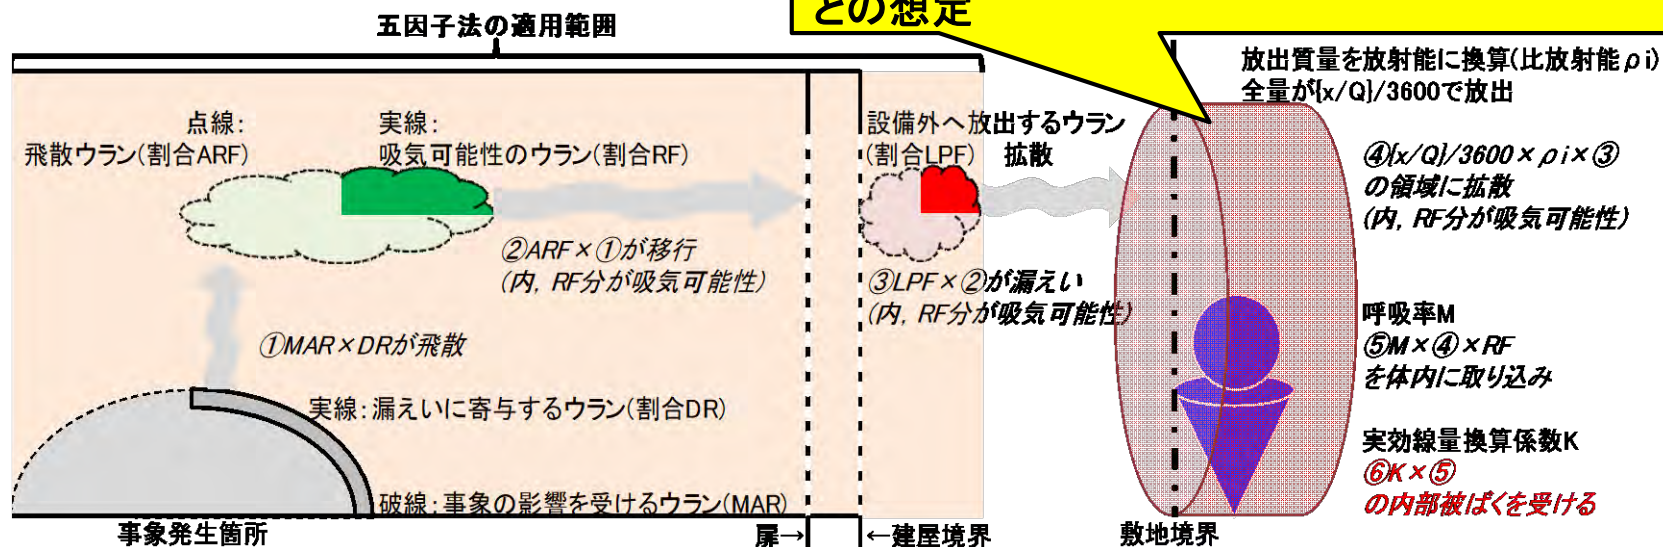 との想定
五因子法の適用範囲
点線:
飛散ウラン(割合ARF)
実線:
吸気可能性のウラン(割合RF)
設備外へ放出するウラン
(割合LPF)
拡散
放出質量を放射能に換算(比放射能ρi)
全量が{x/Q}/3600で放出
④{x/Q}/3600×ρi×③
の領域に拡散
(内, RF分が吸気可能性)
②ARF×①が移行
(内, RF分が吸気可能性)
③LPF×②が漏えい
(内, RF分が吸気可能性)
①MAR×DRが飛散
呼吸率M
⑤M×④×RF
を体内に取り込み
実線:漏えいに寄与するウラン(割合DR)
実効線量換算係数K
⑥K×⑤
の内部被ばくを受ける
破線:事象の影響を受けるウラン(MAR)
事象発生箇所
扉→
←建屋境界
敷地境界